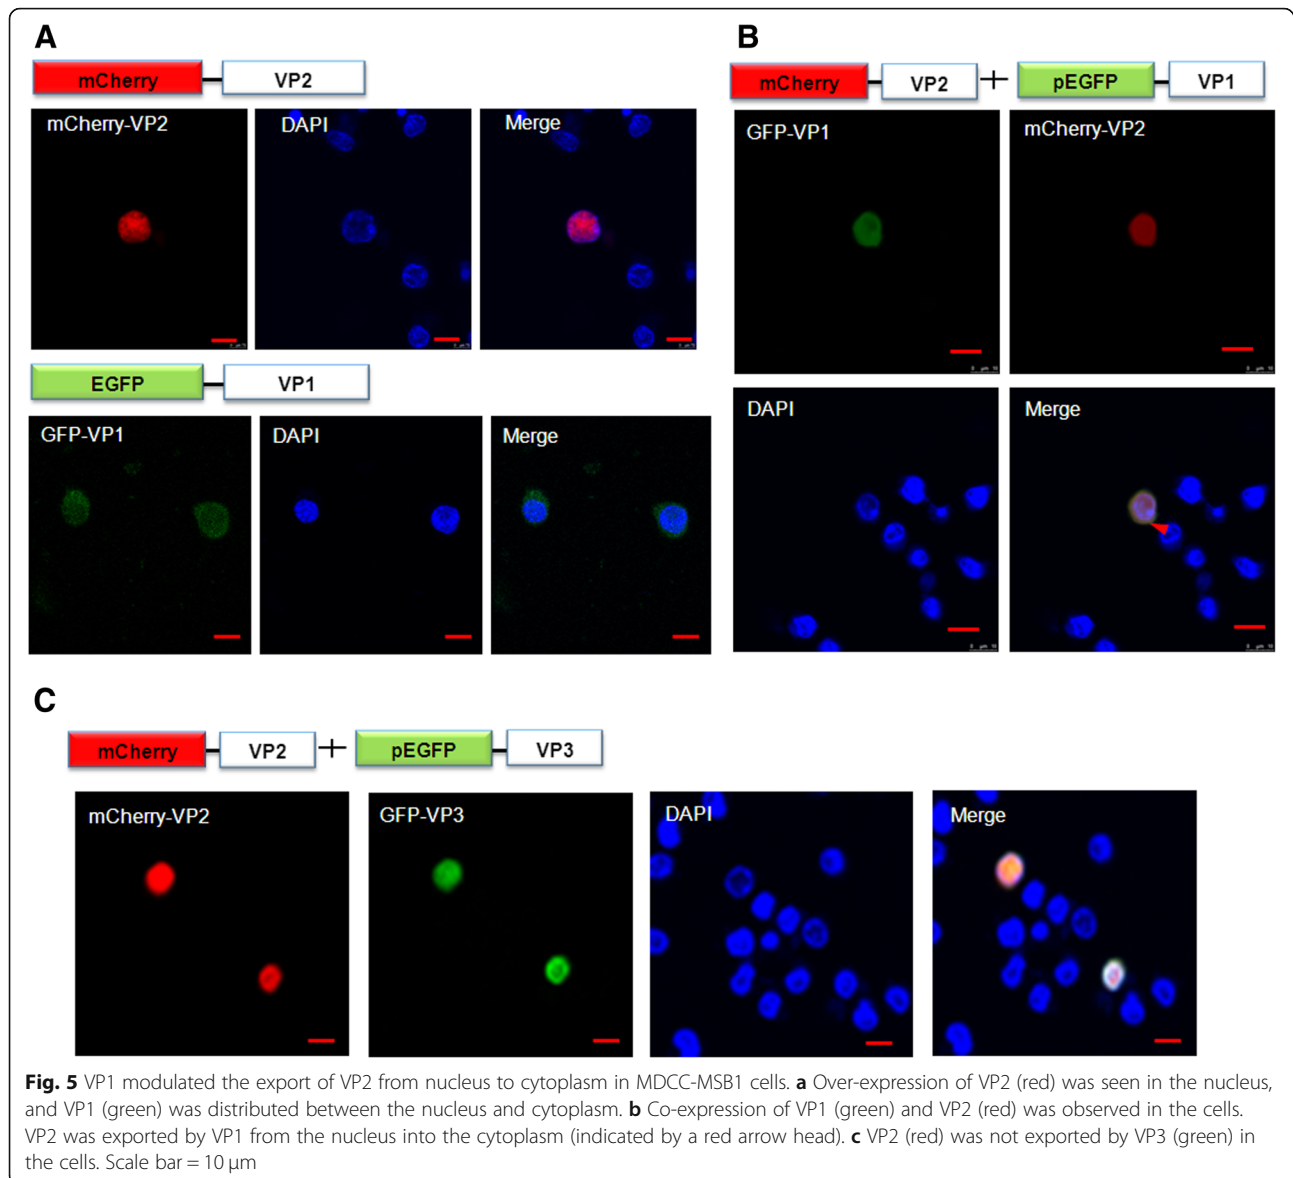 A
mCherry VP2
mCherry-VP2 DAPI Merge
EGFP VP1
GFP-VP1 DAPI Merge
B
mCherry VP2 + pEGFP VP1
GFP-VP1 mCherry-VP2
DAPI Merge
C
mCherry VP2 + pEGFP VP3
mCherry-VP2 GFP-VP3 DAPI Merge
Fig. 5 VP1 modulated the export of VP2 from nucleus to cytoplasm in MDCC-MSB1 cells. a Over-expression of VP2 (red) was seen in the nucleus,
and VP1 (green) was distributed between the nucleus and cytoplasm. b Co-expression of VP1 (green) and VP2 (red) was observed in the cells.
VP2 was exported by VP1 from the nucleus into the cytoplasm (indicated by a red arrow head). c VP2 (red) was not exported by VP3 (green) in
the cells. Scale bar = 10 μm